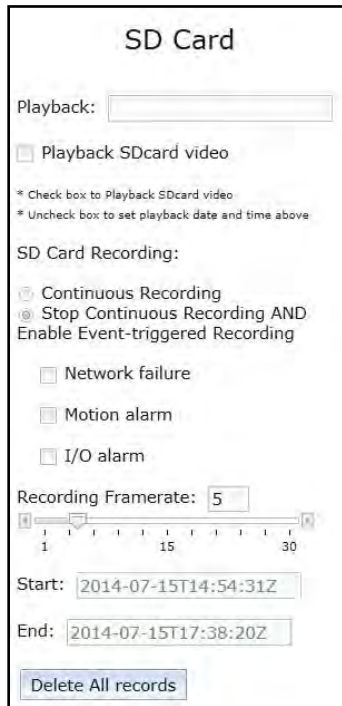 SD Card
Playback:
Playback SDcard video
* Check box to Playback SDcard video
* Uncheck box to set playback date and time above
SD Card Recording:
Continuous Recording
Stop Continuous Recording AND
Enable Event-triggered Recording
Network failure
Motion alarm
I/O alarm
Recording Framerate: 5
1 15 30
Start: 2014-07-15T14:54:31Z
End: 2014-07-15T17:38:20Z
Delete All records